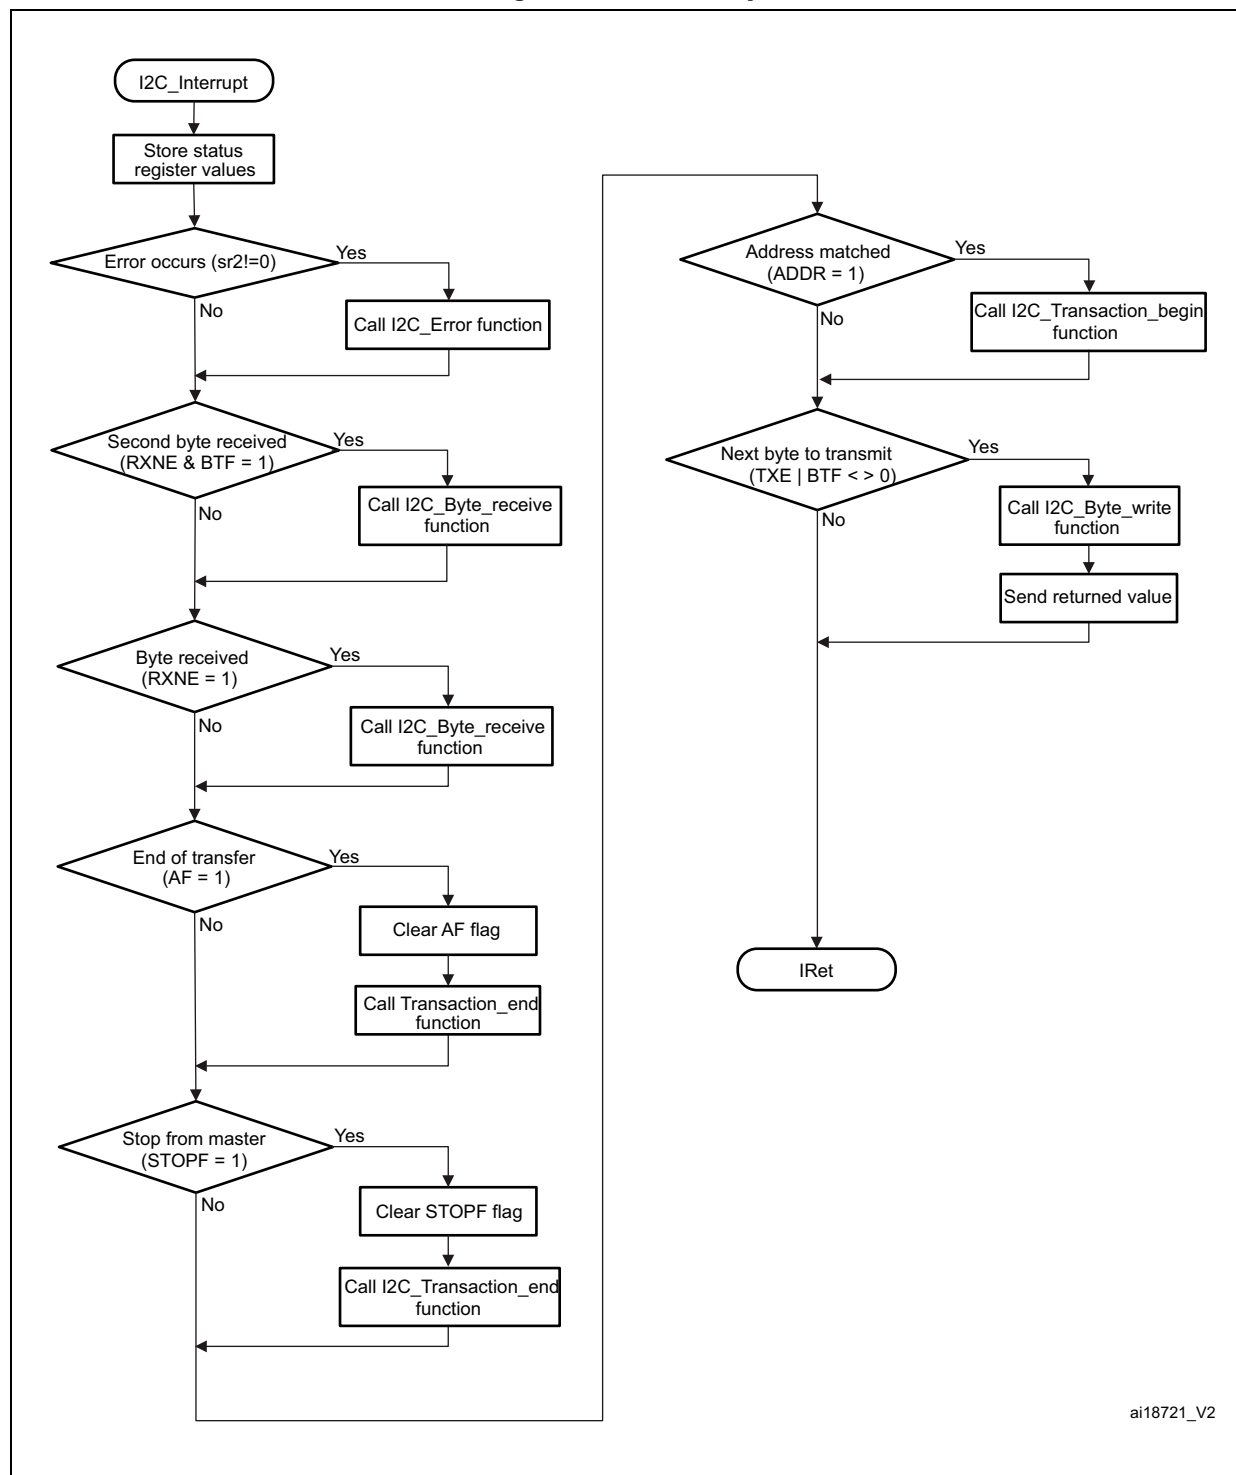 I2C_Interrupt
Store status
register values
Error occurs (sr2!=0)
Yes
No
Call I2C_Error function
Second byte received
(RXNE & BTF = 1)
Yes
No
Call I2C_Byte_receive
function
Byte received
(RXNE = 1)
Yes
No
Call I2C_Byte_receive
function
End of transfer
(AF = 1)
Yes
No
Clear AF flag
Call Transaction_end
function
Stop from master
(STOPF = 1)
Yes
No
Clear STOPF flag
Call I2C_Transaction_end
function
Address matched
(ADDR = 1)
Yes
No
Call I2C_Transaction_begin
function
Next byte to transmit
(TXE | BTF < > 0)
Yes
No
Call I2C_Byte_write
function
Send returned value
IRet
ai18721_V2